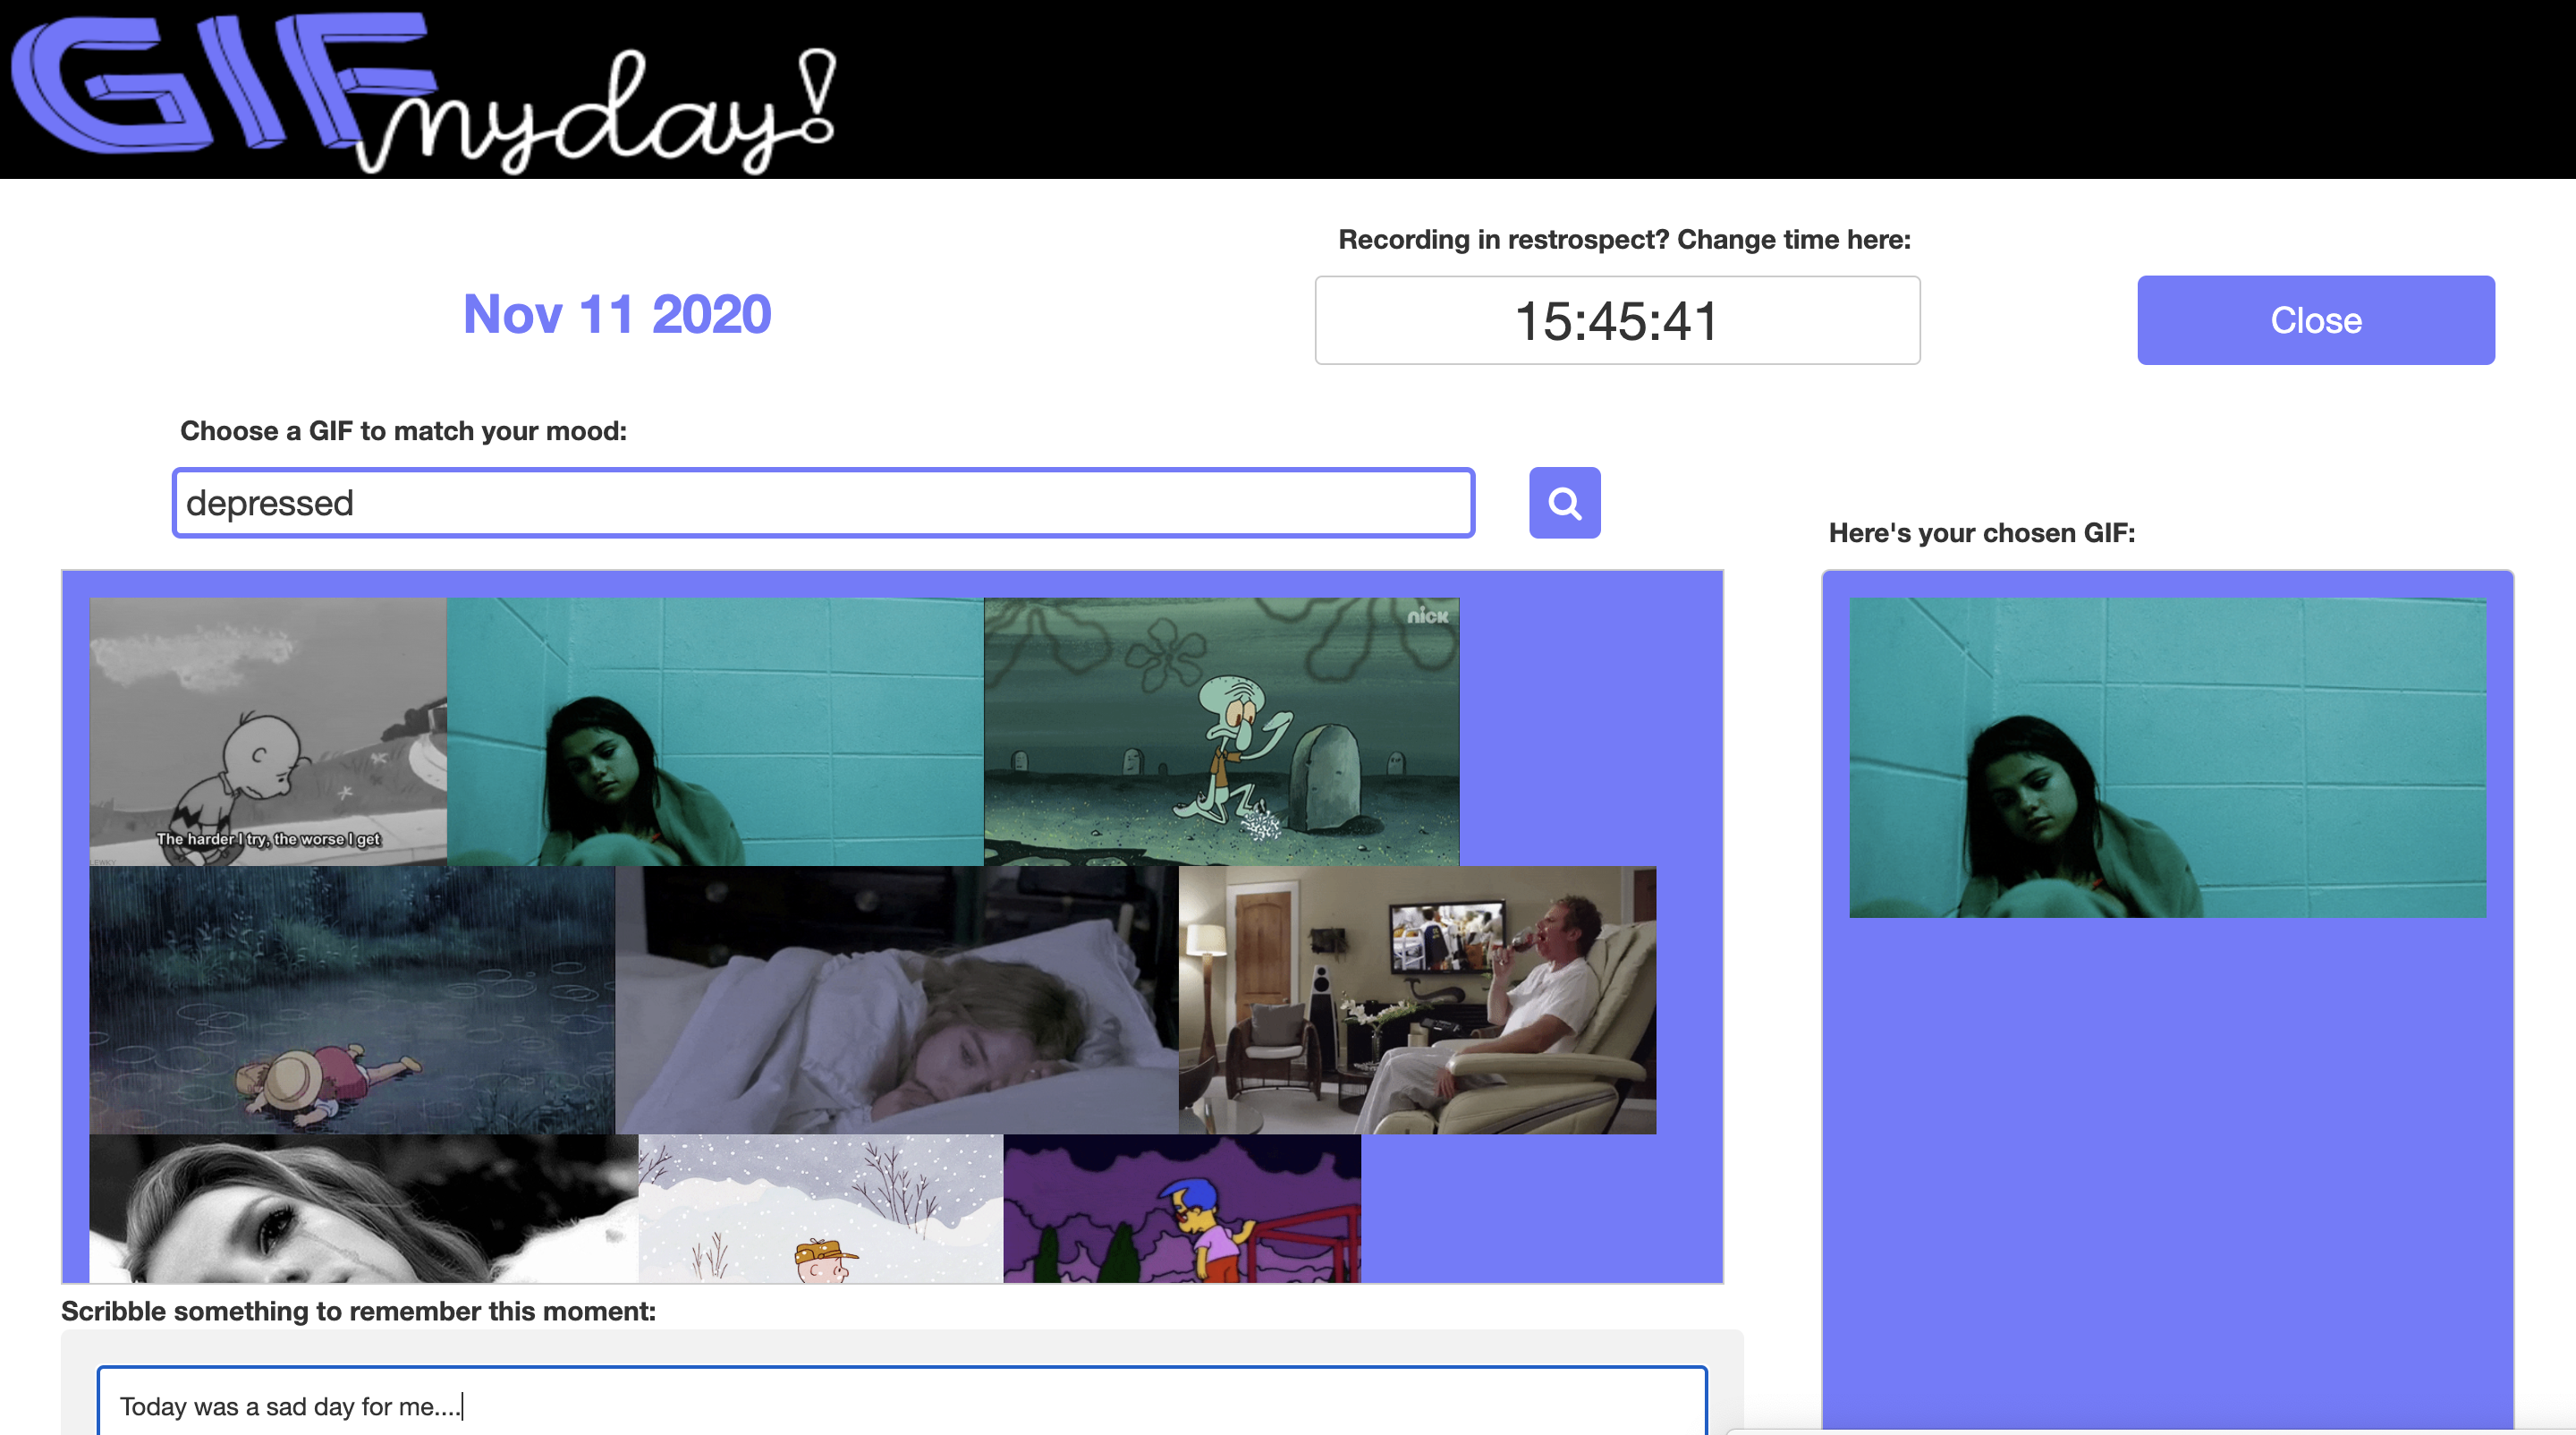 GIF myday!
Recording in restrospect? Change time here:
Nov 11 2020
15:45:41
Close
Choose a GIF to match your mood:
depressed
Here's your chosen GIF:
nick
The harder I try, the worse I get
Scribble something to remember this moment:
Today was a sad day for me....